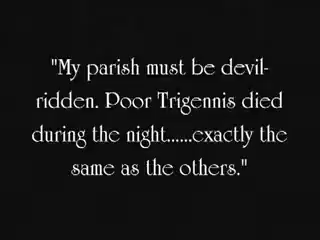 "My parish must be devil-
ridden. Poor Trigennis died
during the night......exactly the
same as the others."